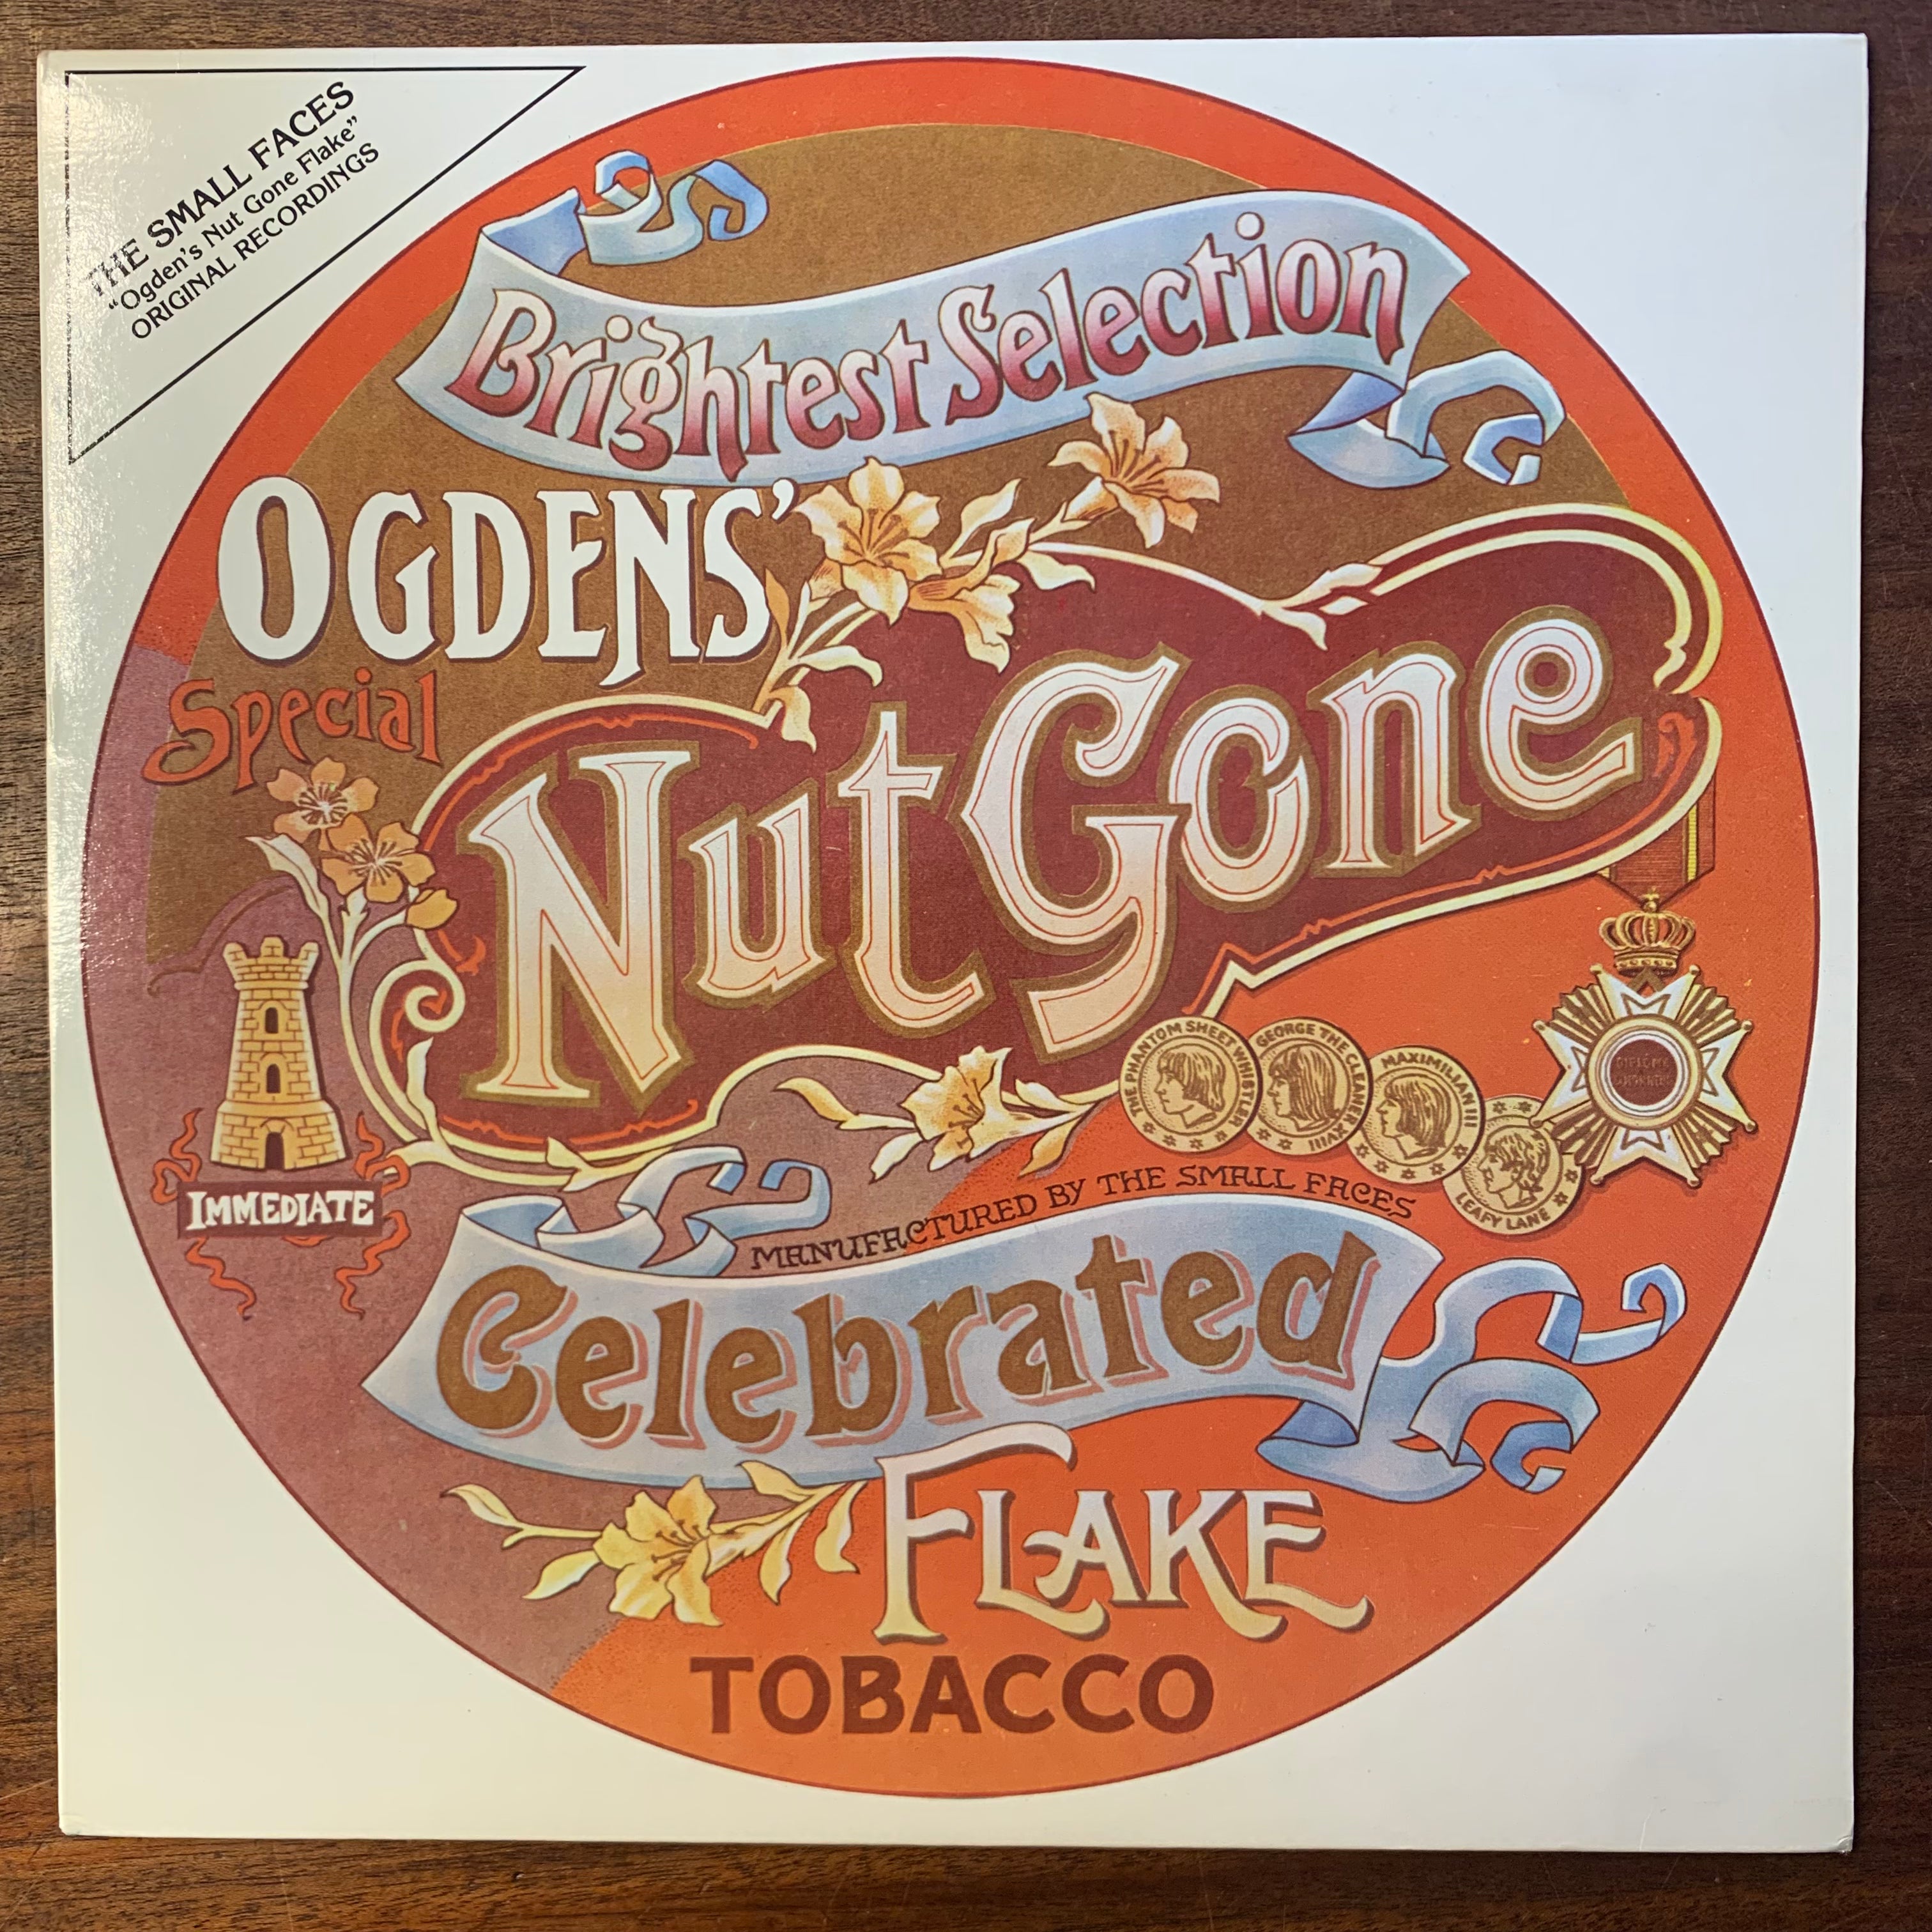 THE SMALL FACES
"Ogden's Nut Gone Flake"
ORIGINAL RECORDINGS
Brightest Selection
OGDENS'
Special
Nut Gone
THE PHANTOM SHEET WHISTLER
GEORGE THE CLEANER XVIII
MAXIMILIAN III
LEAFY LANE
IMMEDIATE
MANUFACTURED BY THE SMALL FACES
Celebrated
FLAKE
TOBACCO